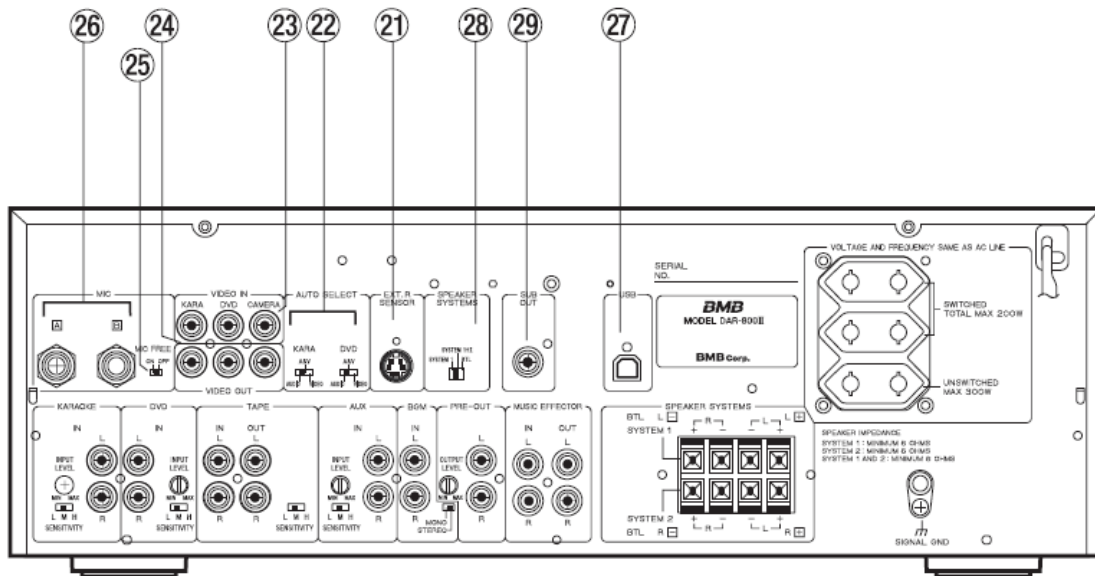 26 24 23 22 21 28 29 27
25
VOLTAGE AND FREQUENCY SAME AS AC LINE
SERIAL
NO.
MIC
VIDEO IN
AUTO SELECT
EXT. R
SENSOR
SPEAKER
SYSTEMS
SUB
OUT
USB
KARA DVD CAMERA
A B
BMB
MODEL DAR-800II
BMB Corp.
SWITCHED
TOTAL MAX 200W
MIC FREE
ON OFF
KARA DVD
A&V A&V
AUDIO VIDEO AUDIO VIDEO
SYSTEM 1
VIDEO OUT
UNSWITCHED
MAX 300W
KARAOKE
DVD
TAPE
AUX
BGM
PRE-OUT
MUSIC EFFECTOR
SPEAKER SYSTEMS
IN IN IN OUT IN IN IN OUT
L L L L L L L L L
BTL L − L +
R L
+ − − +
SYSTEM 1
SPEAKER IMPEDANCE
SYSTEM 1 : MINIMUM 6 OHMS
SYSTEM 2 : MINIMUM 6 OHMS
SYSTEM 1 AND 2 : MINIMUM 8 OHMS
INPUT
LEVEL
INPUT
LEVEL
INPUT
LEVEL
OUTPUT
LEVEL
MIN MAX MIN MAX MIN MAX MIN MAX
L M H L M H L M H L M H
SENSITIVITY SENSITIVITY SENSITIVITY SENSITIVITY
R R R R R R R R R
MONO
STEREO
SYSTEM 2
+ − − +
R L
BTL R − R +
SIGNAL GND